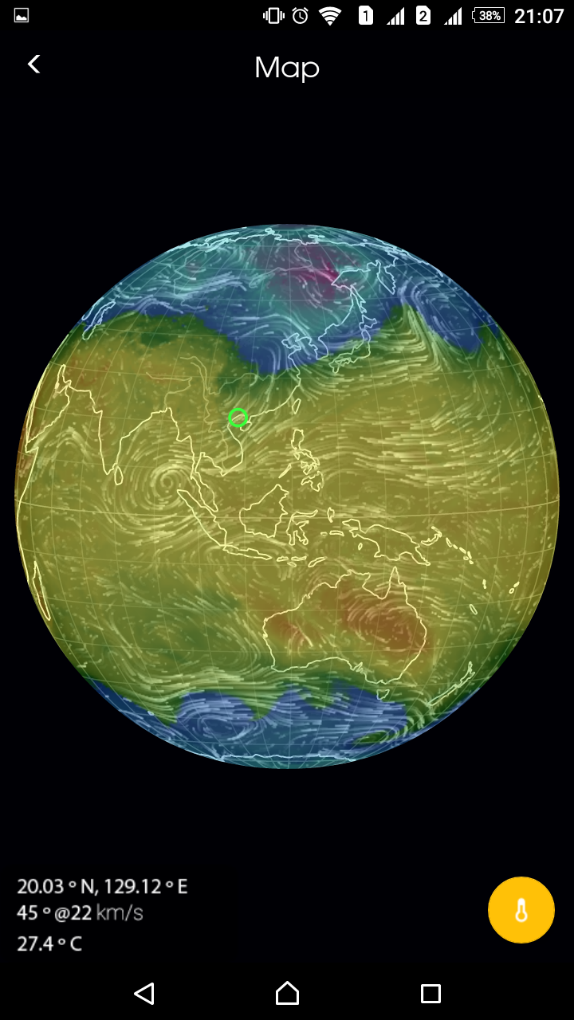 1 2 38% 21:07
Map
20.03 ° N, 129.12 ° E
45 ° @22 km/s
27.4 ° C